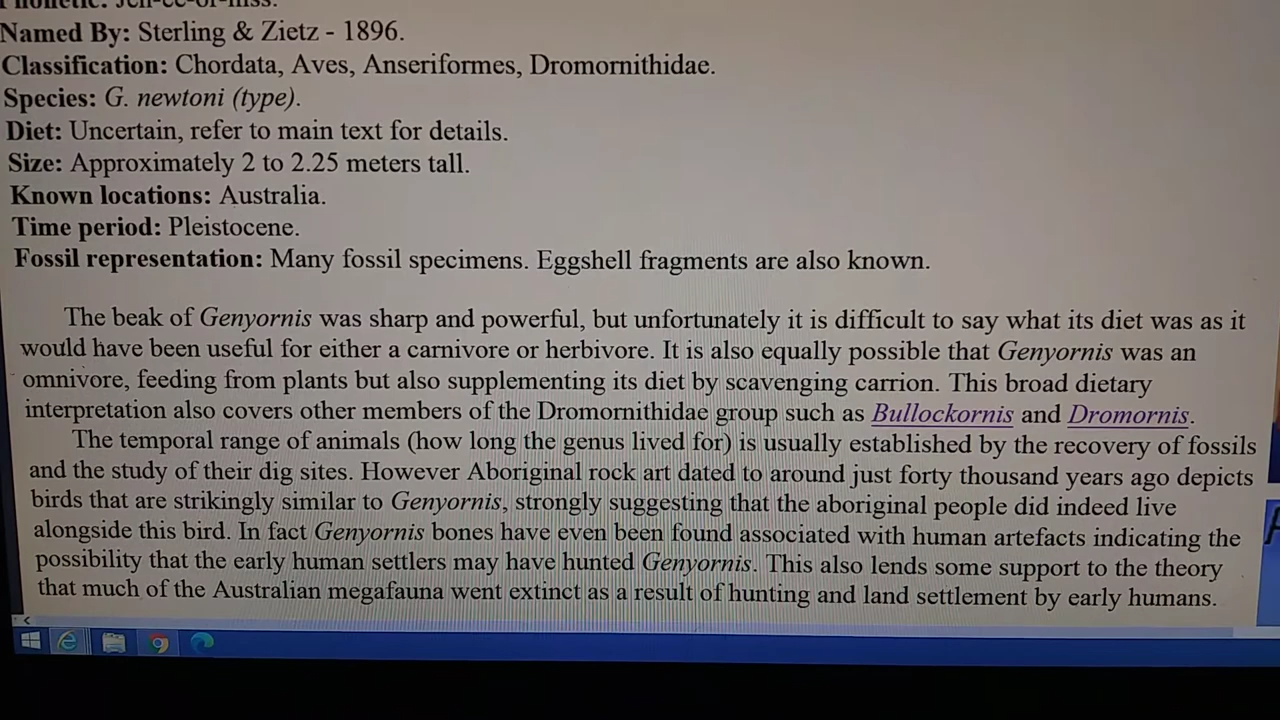 Phonetic: Jen-ee-or-niss.
Named By: Sterling & Zietz - 1896.
Classification: Chordata, Aves, Anseriformes, Dromornithidae.
Species: G. newtoni (type).
Diet: Uncertain, refer to main text for details.
Size: Approximately 2 to 2.25 meters tall.
Known locations: Australia.
Time period: Pleistocene.
Fossil representation: Many fossil specimens. Eggshell fragments are also known.
The beak of Genyornis was sharp and powerful, but unfortunately it is difficult to say what its diet was as it
would have been useful for either a carnivore or herbivore. It is also equally possible that Genyornis was an
omnivore, feeding from plants but also supplementing its diet by scavenging carrion. This broad dietary
interpretation also covers other members of the Dromornithidae group such as Bullockornis and Dromornis.
The temporal range of animals (how long the genus lived for) is usually established by the recovery of fossils
and the study of their dig sites. However Aboriginal rock art dated to around just forty thousand years ago depicts
birds that are strikingly similar to Genyornis, strongly suggesting that the aboriginal people did indeed live
alongside this bird. In fact Genyornis bones have even been found associated with human artefacts indicating the
possibility that the early human settlers may have hunted Genyornis. This also lends some support to the theory
that much of the Australian megafauna went extinct as a result of hunting and land settlement by early humans.